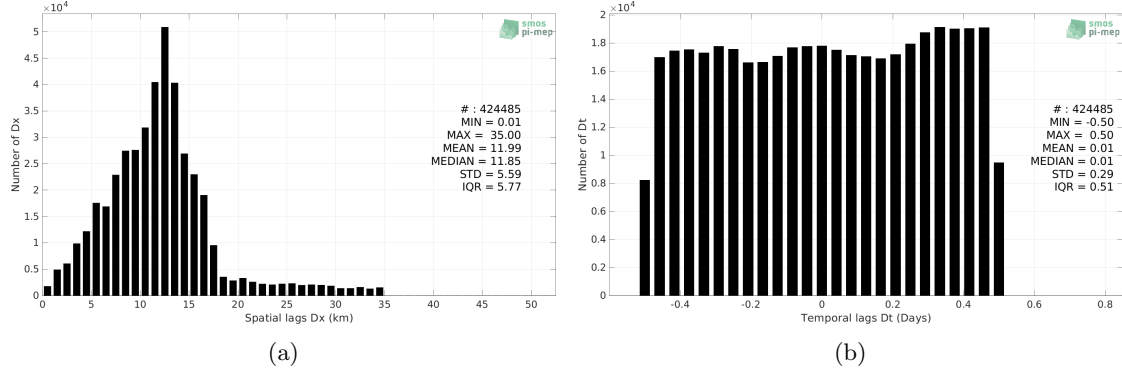 ×10⁴
5
4.5
4
3.5
3
2.5
2
1.5
1
0.5
0
Number of Dx
0 5 10 15 20 25 30 35 40 45 50
Spatial lags Dx (km)
smos
pi-mep
# : 424485
MIN = 0.01
MAX = 35.00
MEAN = 11.99
MEDIAN = 11.85
STD = 5.59
IQR = 5.77
(a)
×10⁴
2
1.8
1.6
1.4
1.2
1
0.8
0.6
0.4
0.2
0
Number of Dt
-0.4 -0.2 0 0.2 0.4 0.6 0.8
Temporal lags Dt (Days)
smos
pi-mep
# : 424485
MIN = -0.50
MAX = 0.50
MEAN = 0.01
MEDIAN = 0.01
STD = 0.29
IQR = 0.51
(b)